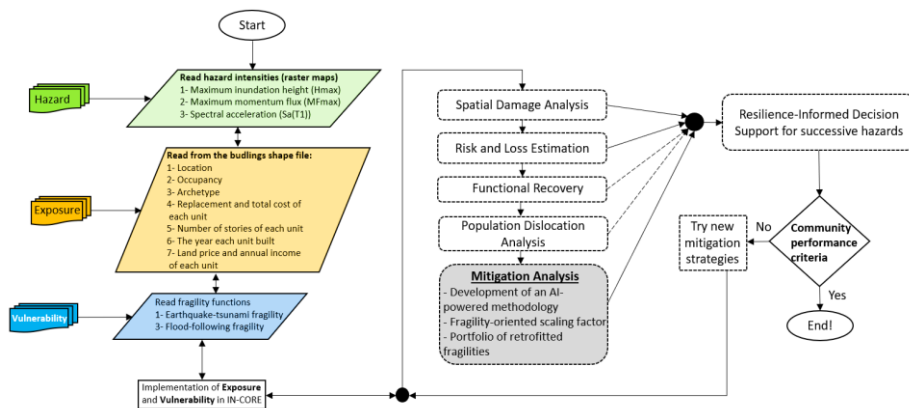 Start
Hazard
Read hazard intensities (raster maps)
1- Maximum inundation height (Hmax)
2- Maximum momentum flux (MFmax)
3- Spectral acceleration (Sa(T1))
Exposure
Read from the budlings shape file:
1- Location
2- Occupancy
3- Archetype
4- Replacement and total cost of
each unit
5- Number of stories of each unit
6- The year each unit built
7- Land price and annual income
of each unit
Vulnerability
Read fragility functions
1- Earthquake-tsunami fragility
3- Flood-following fragility
Implementation of Exposure
and Vulnerability in IN-CORE
Spatial Damage Analysis
Risk and Loss Estimation
Functional Recovery
Population Dislocation
Analysis
Mitigation Analysis
- Development of an AI-
powered methodology
- Fragility-oriented scaling factor
- Portfolio of retrofitted
fragilities
Resilience-Informed Decision
Support for successive hazards
Community
performance
criteria
No
Try new
mitigation
strategies
Yes
End!